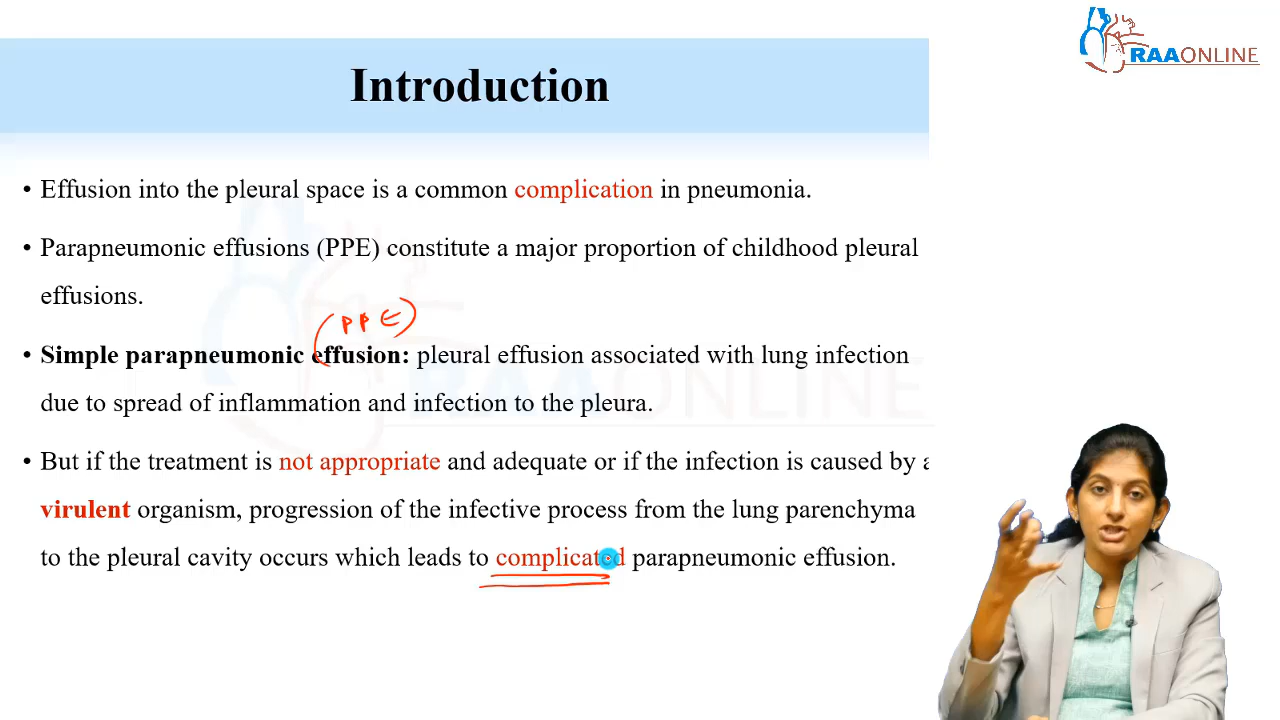 RAAONLINE
Introduction
• Effusion into the pleural space is a common complication in pneumonia.
• Parapneumonic effusions (PPE) constitute a major proportion of childhood pleural
effusions.
(PPE)
• Simple parapneumonic effusion: pleural effusion associated with lung infection
due to spread of inflammation and infection to the pleura.
• But if the treatment is not appropriate and adequate or if the infection is caused by a
virulent organism, progression of the infective process from the lung parenchyma
to the pleural cavity occurs which leads to complicated parapneumonic effusion.
RAAONLINE